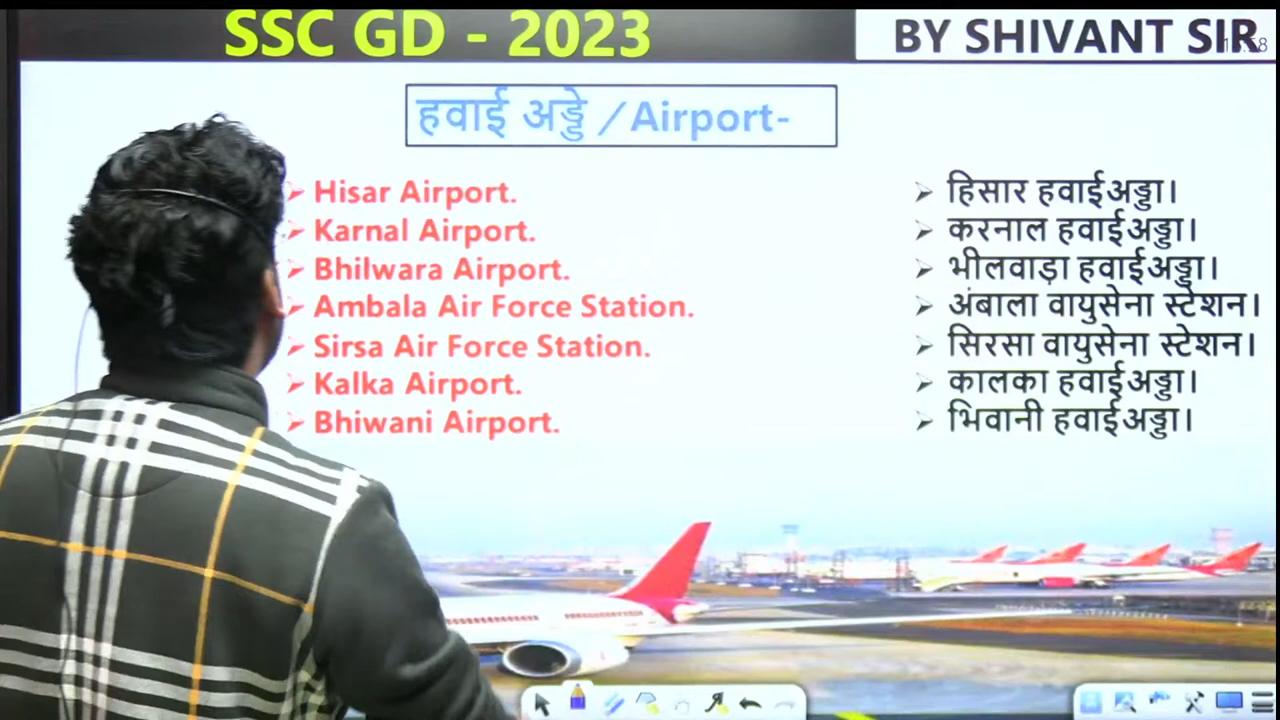 SSC GD - 2023
BY SHIVANT SIR
हवाई अड्डे / Airport-
➢ Hisar Airport.
➢ Karnal Airport.
➢ Bhilwara Airport.
➢ Ambala Air Force Station.
➢ Sirsa Air Force Station.
➢ Kalka Airport.
➢ Bhiwani Airport.
➢ हिसार हवाईअड्डा।
➢ करनाल हवाईअड्डा।
➢ भीलवाड़ा हवाईअड्डा।
➢ अंबाला वायुसेना स्टेशन।
➢ सिरसा वायुसेना स्टेशन।
➢ कालका हवाईअड्डा।
➢ भिवानी हवाईअड्डा।